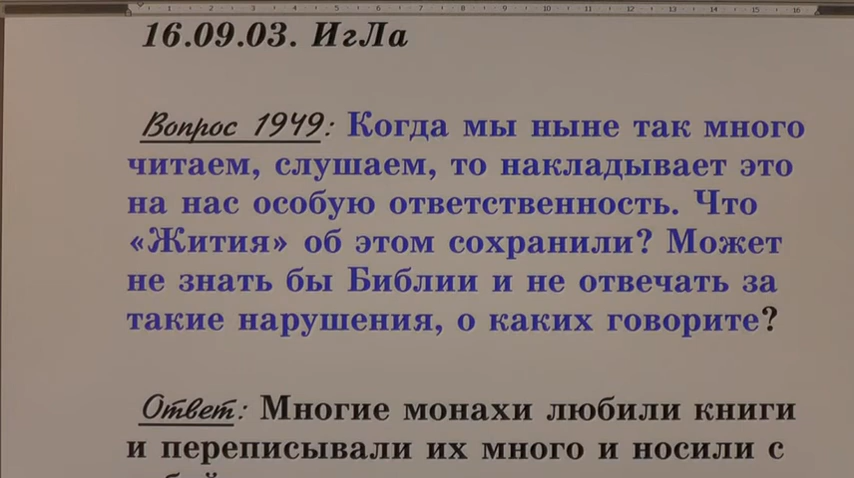 16.09.03. ИгЛа
Вопрос 1949: Когда мы ныне так много
читаем, слушаем, то накладывает это
на нас особую ответственность. Что
«Жития» об этом сохранили? Может
не знать бы Библии и не отвечать за
такие нарушения, о каких говорите?
Ответ: Многие монахи любили книги
и переписывали их много и носили с